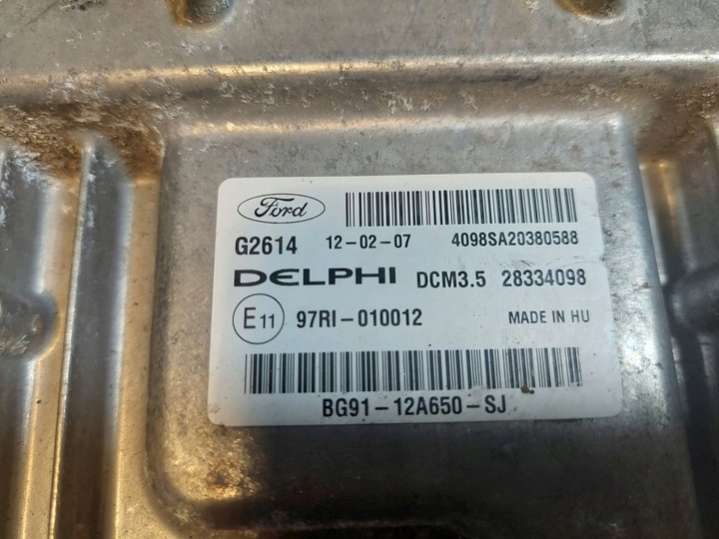 Ford
G2614 12-02-07 4098SA20380588
DELPHI DCM3.5 28334098
E11 97RI-010012 MADE IN HU
BG91-12A650-SJ